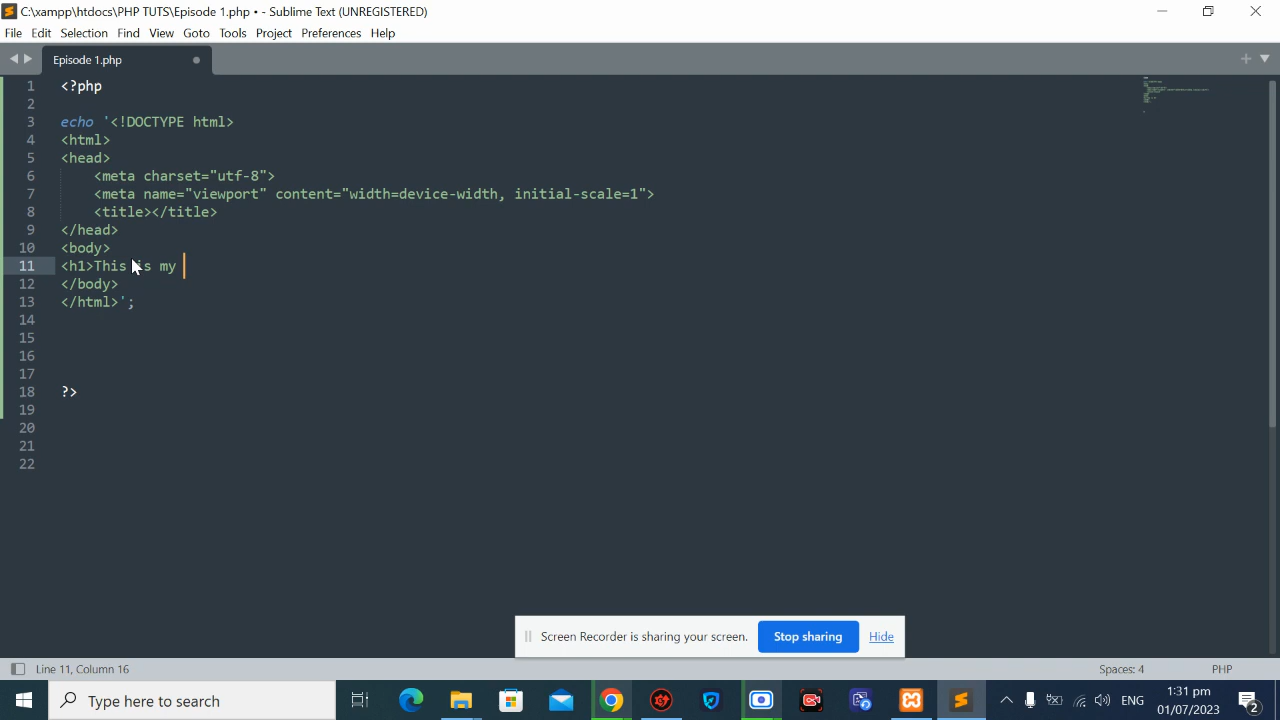 C:\xampp\htdocs\PHP TUTS\Episode 1.php • - Sublime Text (UNREGISTERED)
File Edit Selection Find View Goto Tools Project Preferences Help
Episode 1.php
1 <?php
2
3 echo '<!DOCTYPE html>
4 <html>
5 <head>
6 <meta charset="utf-8">
7 <meta name="viewport" content="width=device-width, initial-scale=1">
8 <title></title>
9 </head>
10 <body>
11 <h1>This is my
12 </body>
13 </html>';
14
15
16
17
18 ?>
19
20
21
22
Screen Recorder is sharing your screen. Stop sharing Hide
Line 11, Column 16 Spaces: 4 PHP
Type here to search ENG 1:31 pm
01/07/2023 2